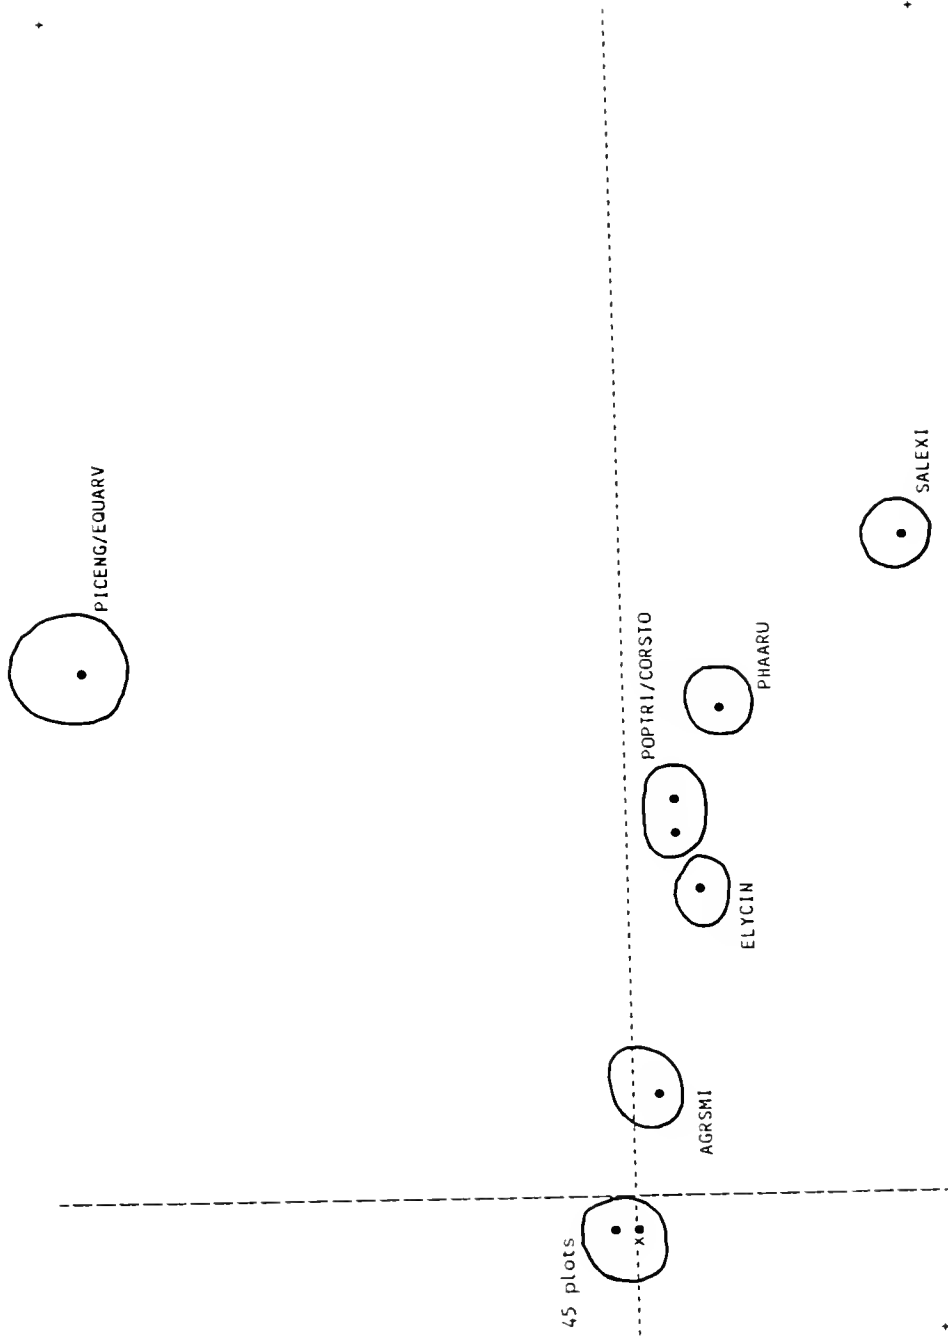 PICENG/EQUARV
SALEXI
POPTRI/CORSTO
PHAARU
ELYCIN
AGRSMI
45 plots
x